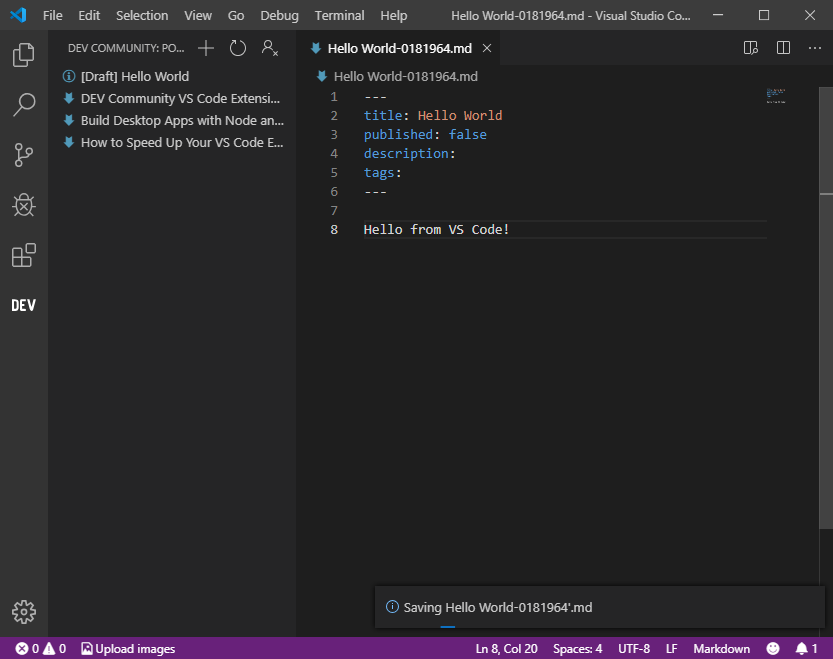 File Edit Selection View Go Debug Terminal Help Hello World-0181964.md - Visual Studio Co...
DEV COMMUNITY: PO...
Hello World-0181964.md
[Draft] Hello World
DEV Community VS Code Extensi...
Build Desktop Apps with Node an...
How to Speed Up Your VS Code E...
DEV
Hello World-0181964.md
1 ---
2 title: Hello World
3 published: false
4 description:
5 tags:
6 ---
7
8 Hello from VS Code!
Saving Hello World-0181964'.md
0 0 Upload images Ln 8, Col 20 Spaces: 4 UTF-8 LF Markdown 1